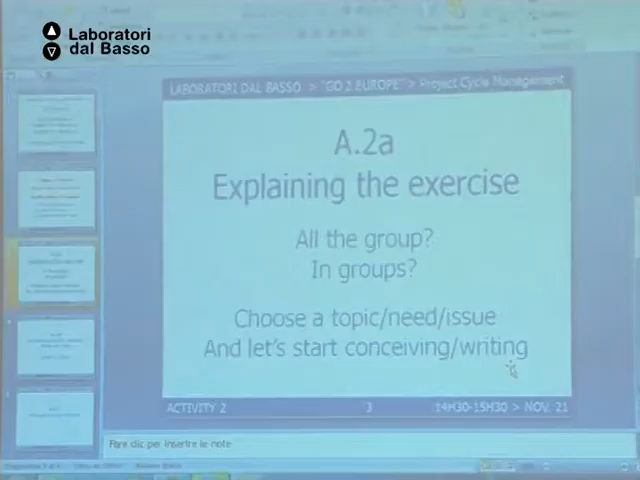 Laboratori
dal Basso
LABORATORI DAL BASSO > "GO 2 EUROPE" > Project Cycle Management
A.2a
Explaining the exercise
All the group?
In groups?
Choose a topic/need/issue
And let's start conceiving/writing
ACTIVITY 2 3 14H30-15H30 > NOV. 21
Fare clic per inserire le note